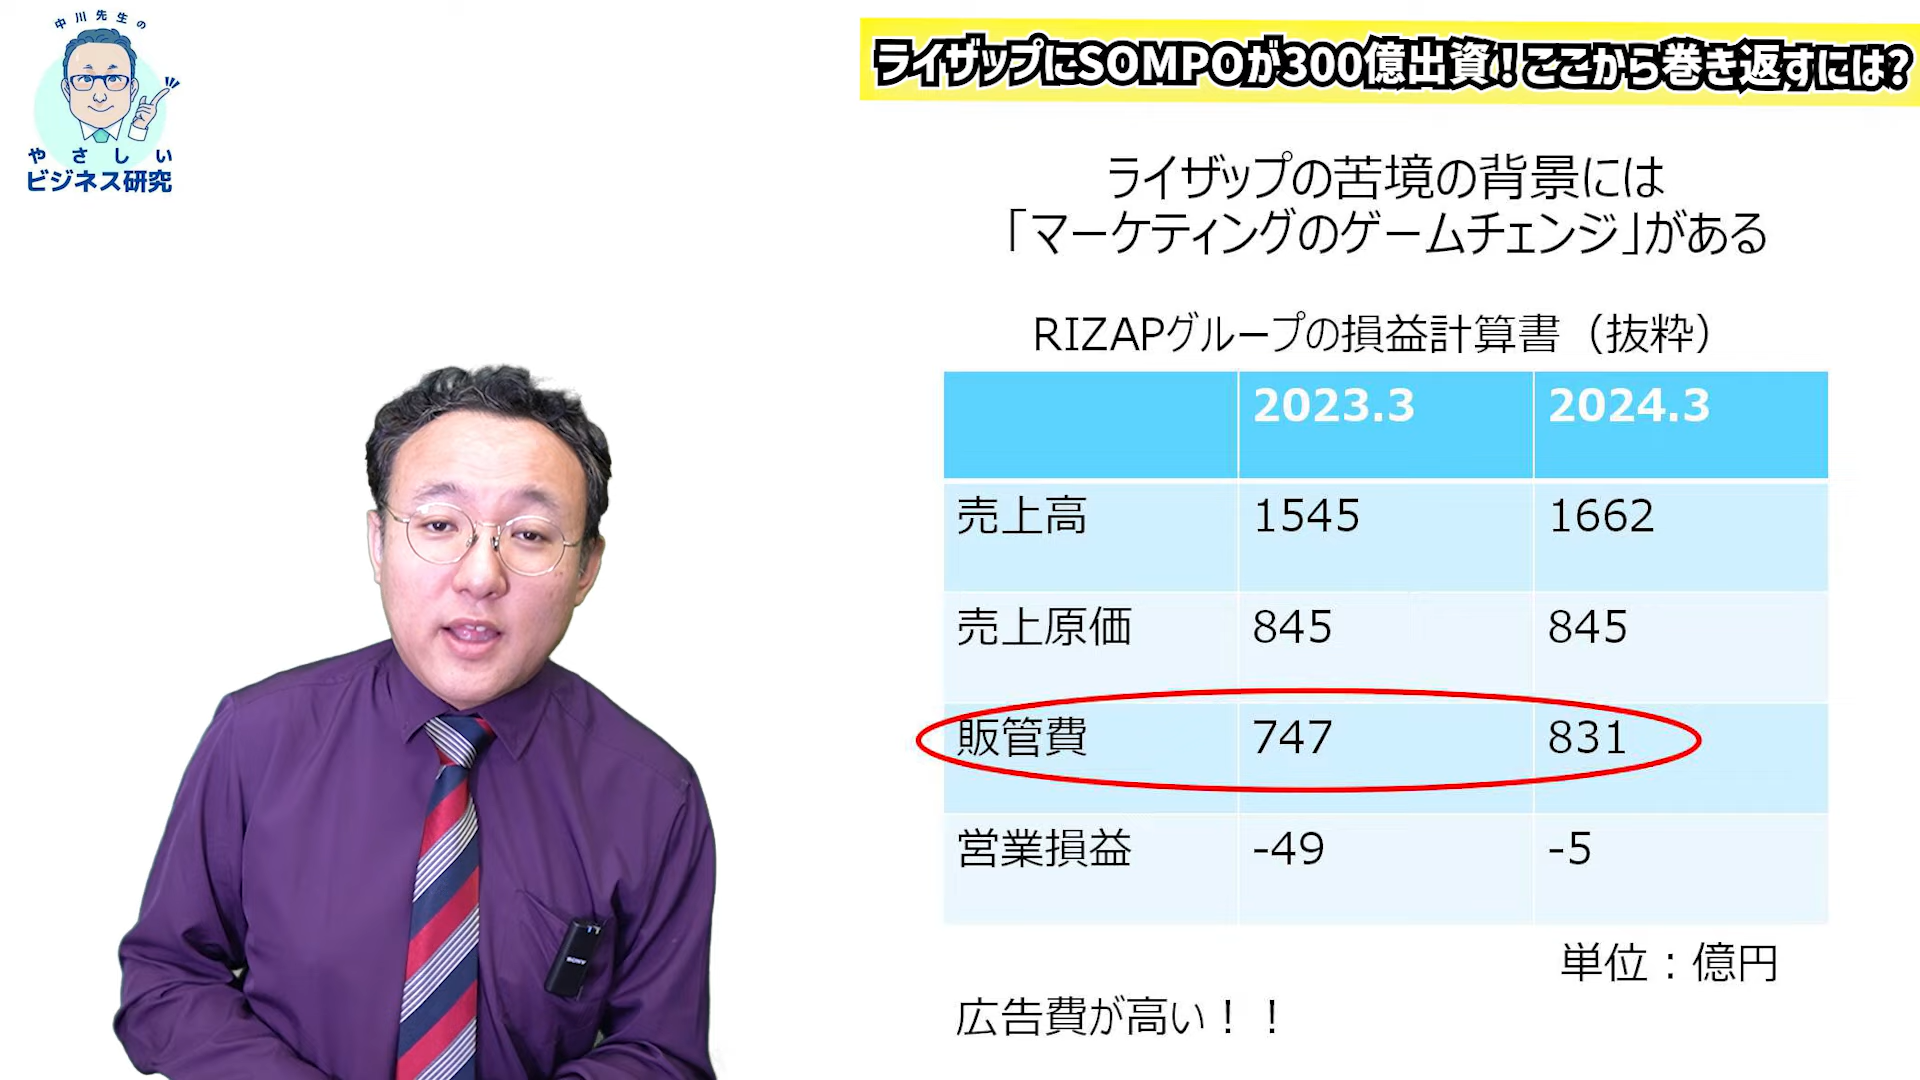 中川先生の
やさしい
ビジネス研究
ライザップにSOMPOが300億出資!ここから巻き返すには?
ライザップの苦境の背景には
「マーケティングのゲームチェンジ」がある
RIZAPグループの損益計算書（抜粋）
2023.3 2024.3
売上高 1545 1662
売上原価 845 845
販管費 747 831
営業損益 -49 -5
単位：億円
広告費が高い！！
SONY